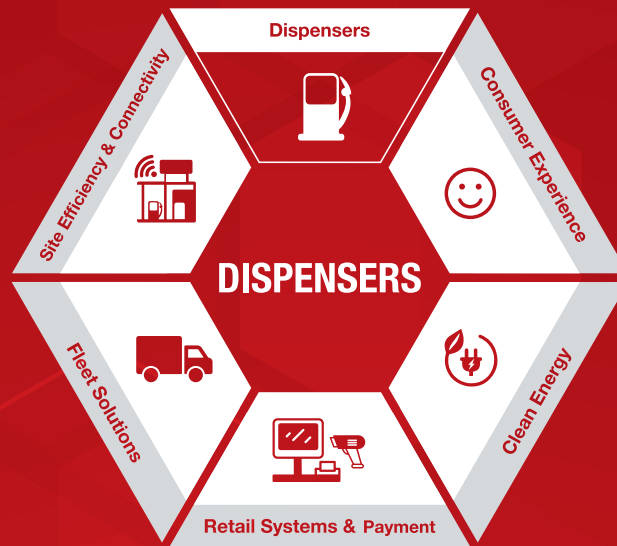 Dispensers
Site Efficiency & Connectivity
Consumer Experience
DISPENSERS
Fleet Solutions
Clean Energy
Retail Systems & Payment